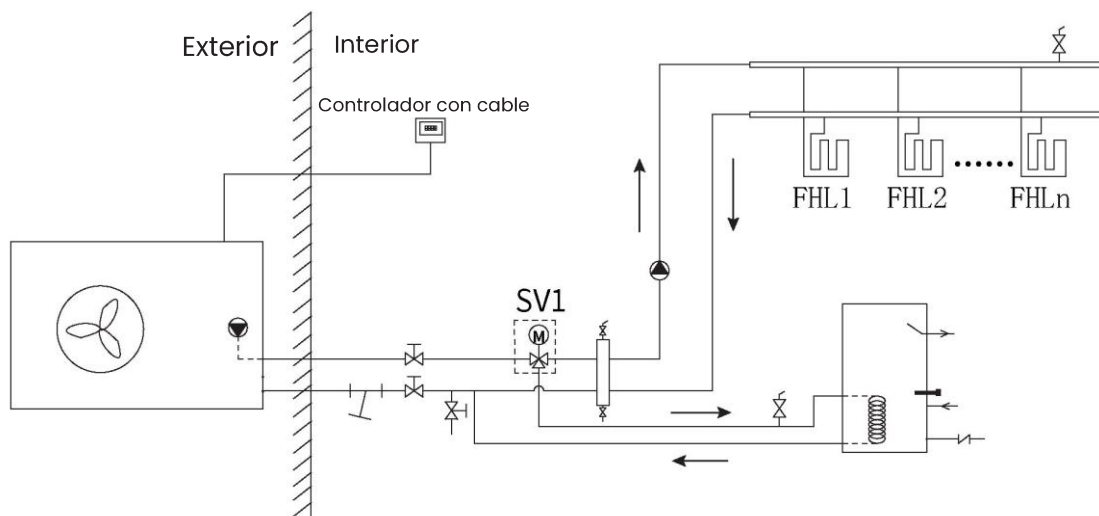 Exterior
Interior
Controlador con cable
FHL1
FHL2
FHLn
SV1
M